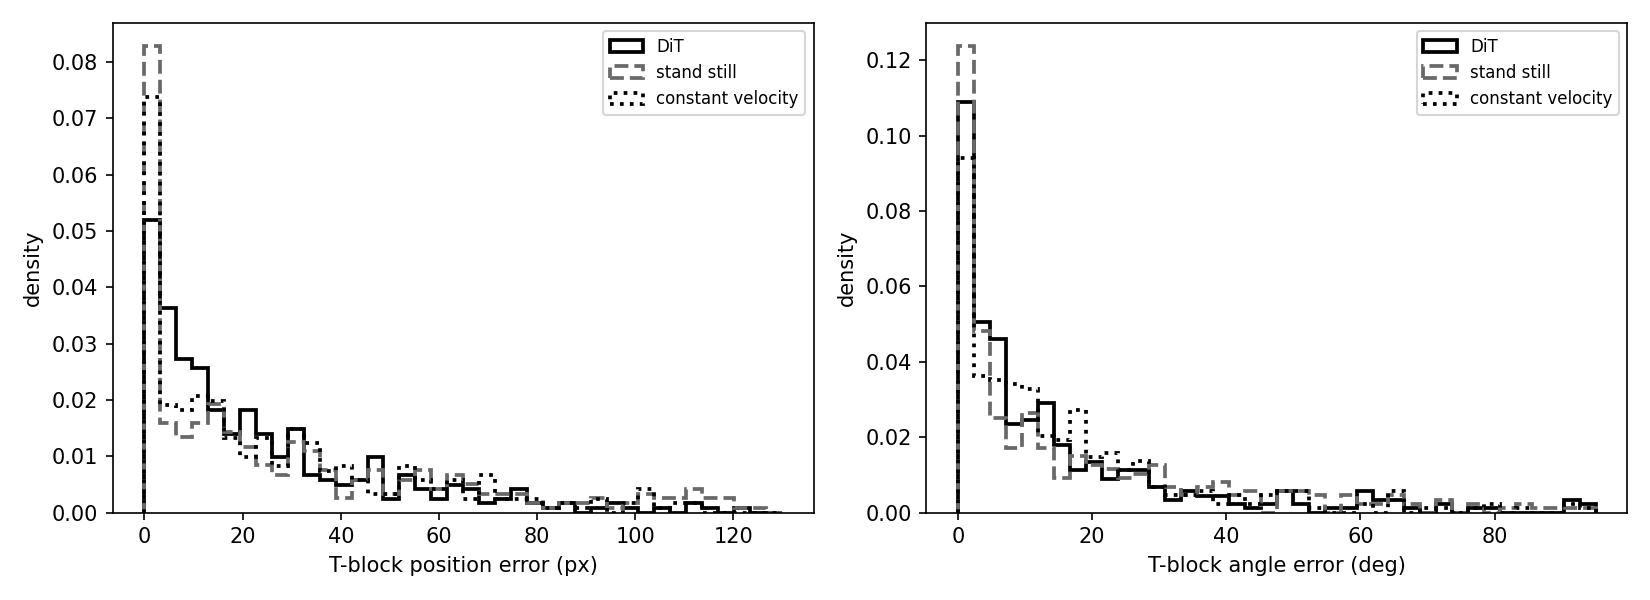 DiT
stand still
constant velocity
density
0.08
0.07
0.06
0.05
0.04
0.03
0.02
0.01
0.00
0
20
40
60
80
100
120
T-block position error (px)
DiT
stand still
constant velocity
density
0.12
0.10
0.08
0.06
0.04
0.02
0.00
0
20
40
60
80
T-block angle error (deg)